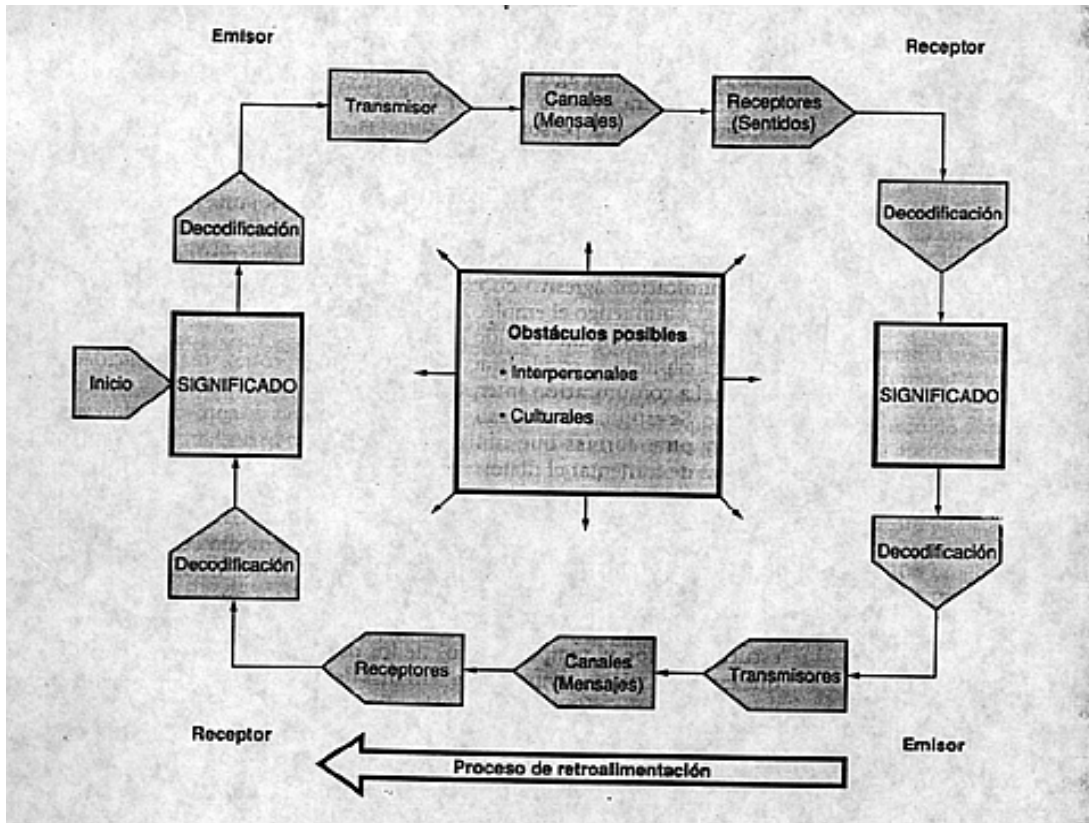 Emisor
Receptor
Transmisor
Canales
(Mensajes)
Receptores
(Sentidos)
Decodificación
Decodificación
Obstáculos posibles
• Interpersonales
• Culturales
Inicio
SIGNIFICADO
SIGNIFICADO
Decodificación
Decodificación
Receptores
Canales
(Mensajes)
Transmisores
Receptor
Emisor
Proceso de retroalimentación